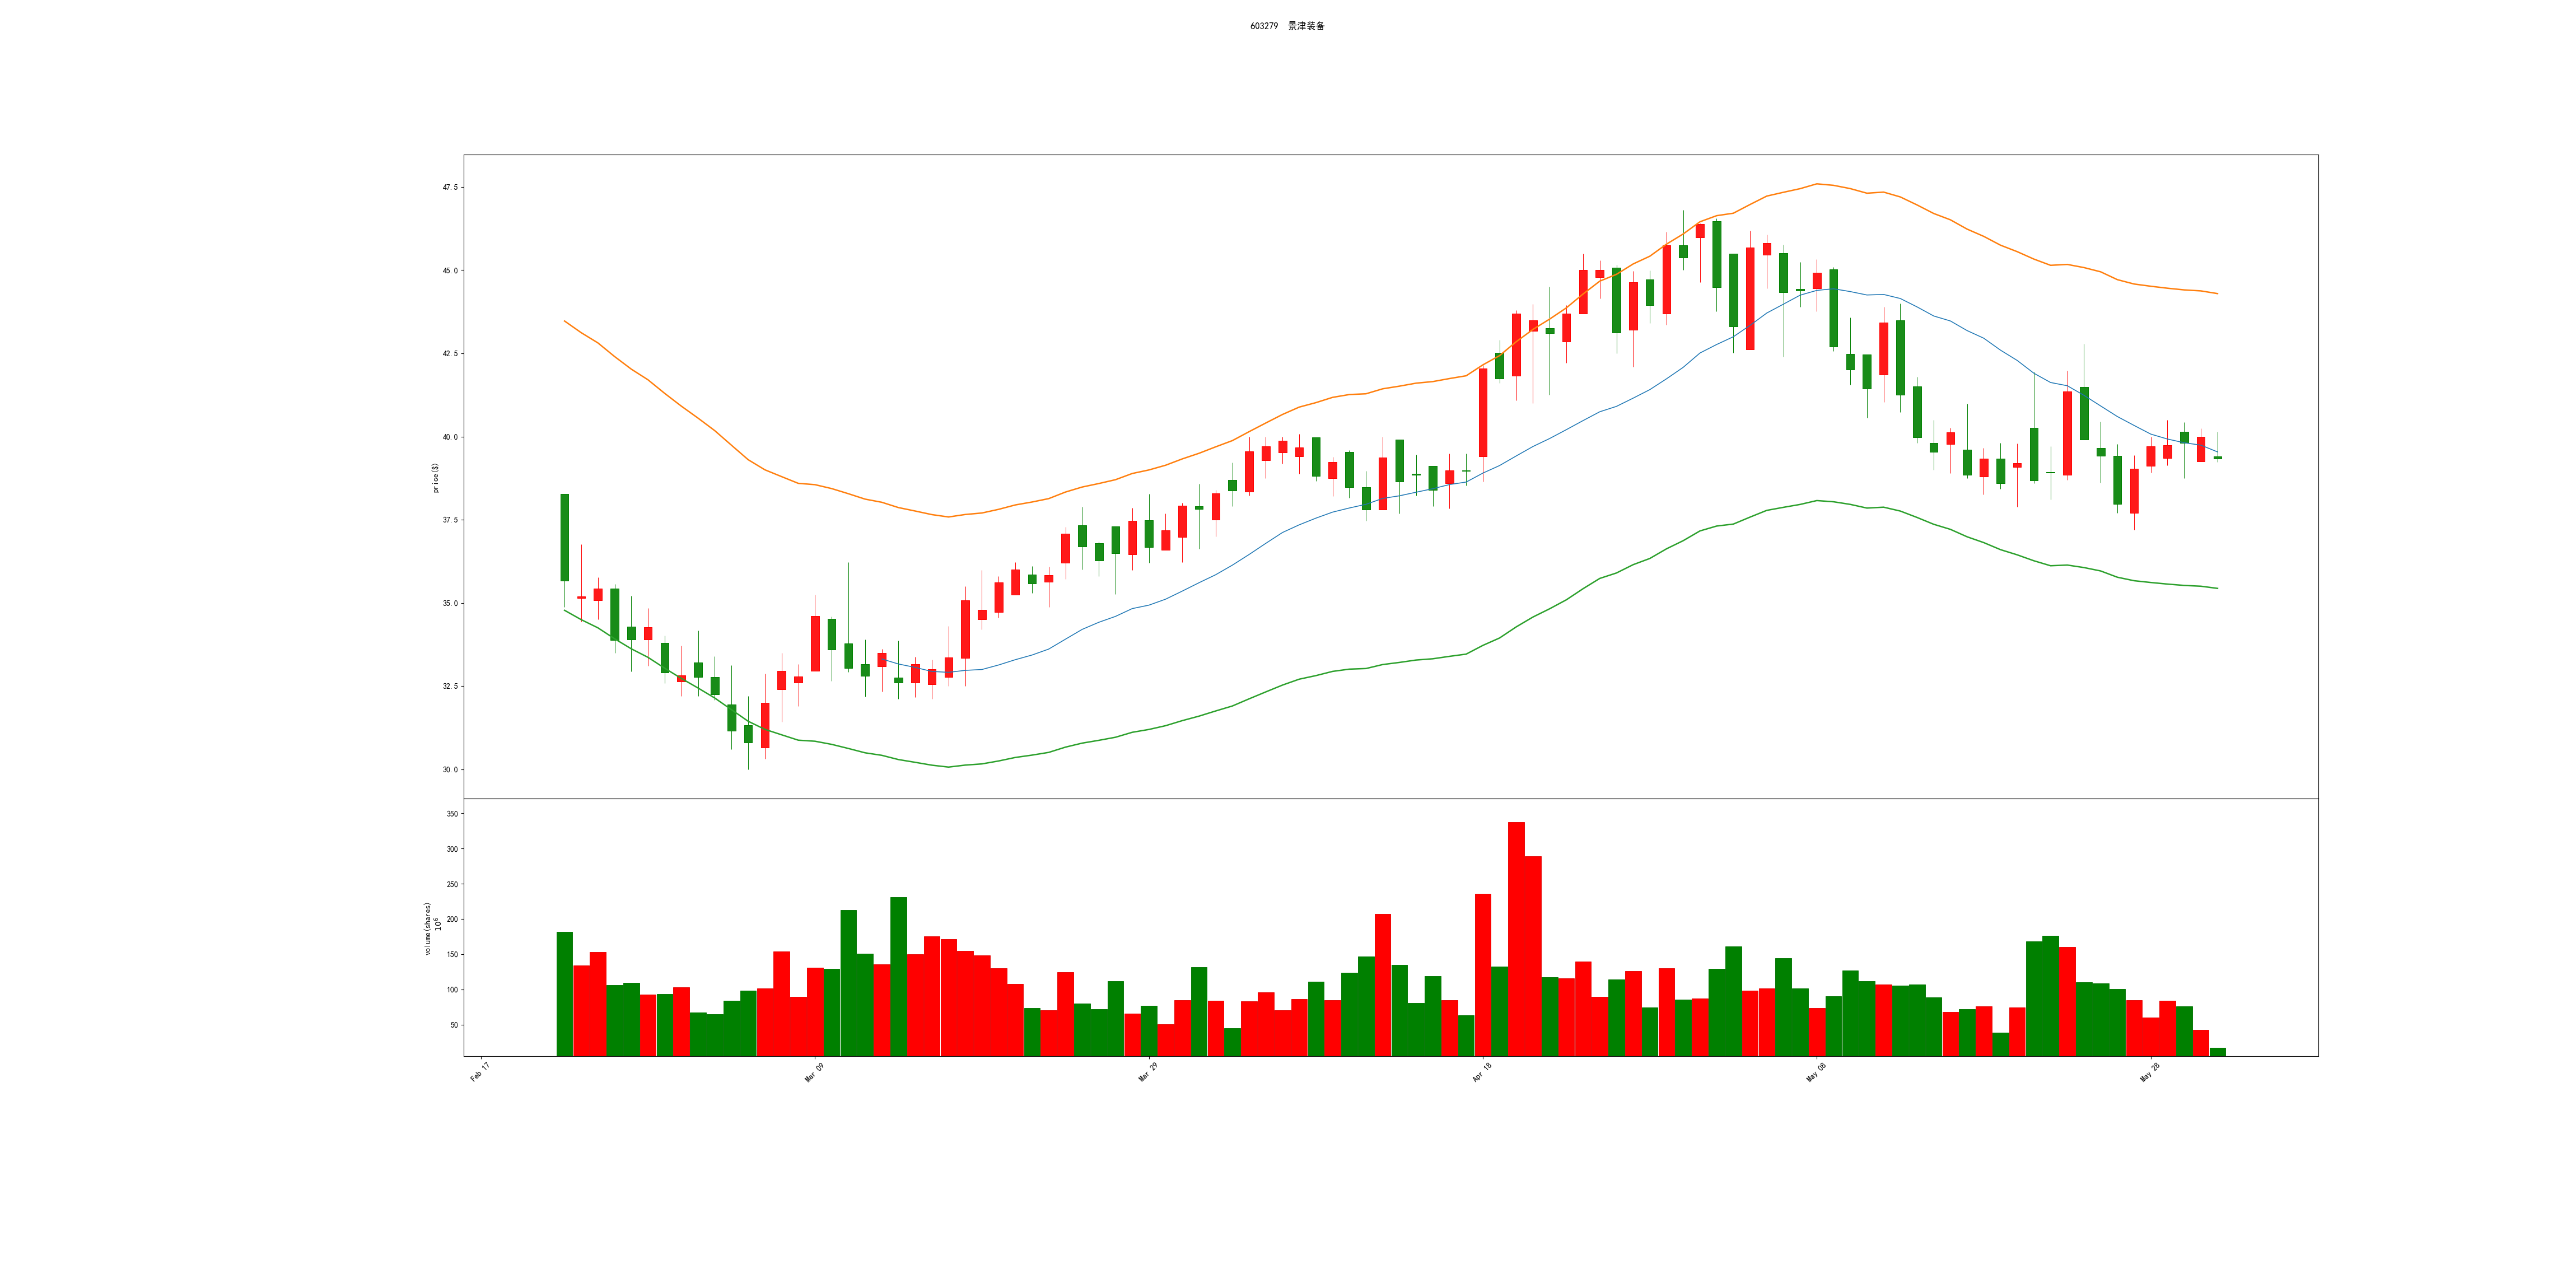 603279 景津装备
47.5
45.0
42.5
40.0
37.5
35.0
32.5
30.0
price($)
350
300
250
200
150
100
50
volume(shares)
10^6
Feb 17
Mar 09
Mar 29
Apr 18
May 08
May 28